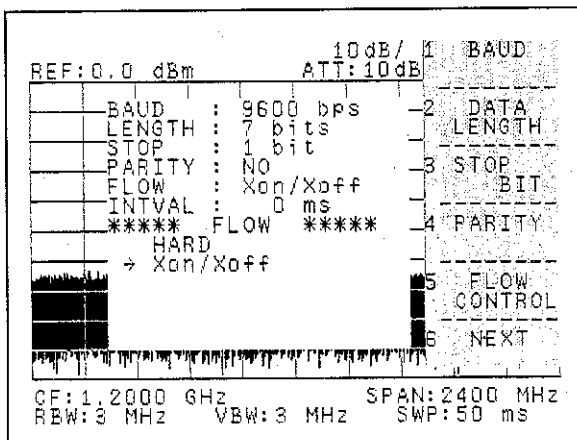 10dB/
REF:0.0 dBm ATT:10dB
BAUD : 9600 bps
LENGTH : 7 bits
STOP : 1 bit
PARITY : NO
FLOW : Xon/Xoff
INTVAL : 0 ms
***** FLOW *****
HARD
→ Xon/Xoff
CF:1.2000 GHz SPAN:2400 MHz
RBW:3 MHz VBW:3 MHz SWP:50 ms
1 BAUD
2 DATA
LENGTH
3 STOP
BIT
4 PARITY
5 FLOW
CONTROL
6 NEXT